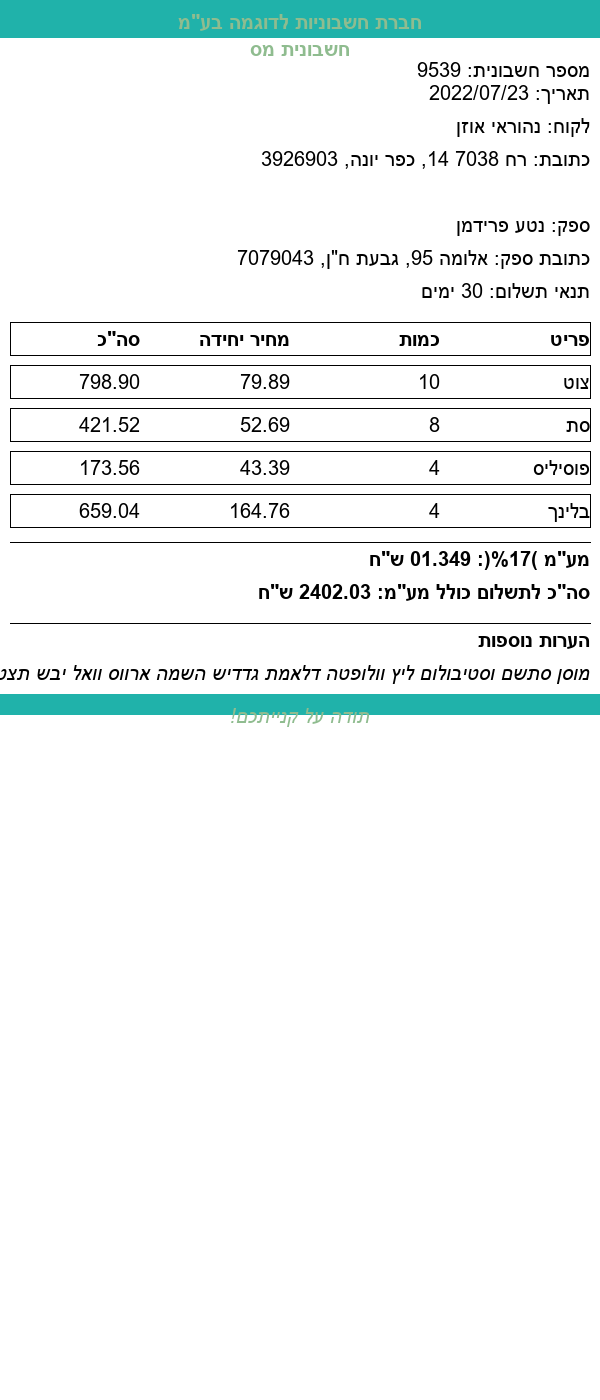 חברת חשבוניות לדוגמה בע"מ
חשבונית מס
מספר חשבונית: 9539
תאריך: 2022/07/23
לקוח: נהוראי אוזן
כתובת: רח 7038 14, כפר יונה, 3926903
ספק: נטע פרידמן
כתובת ספק: אלומה 95, גבעת ח"ן, 7079043
תנאי תשלום: 30 ימים
פריט כמות מחיר יחידה סה"כ
צוט 10 79.89 798.90
סת 8 52.69 421.52
פוסיליס 4 43.39 173.56
בלינך 4 164.76 659.04
מע"מ )17%(: 01.349 ש"ח
סה"כ לתשלום כולל מע"מ: 2402.03 ש"ח
הערות נוספות
מוסן סתשם וסטיבולום ליץ וולופטה דלאמת גדדיש השמה ארווס וואל יבש תצט
תודה על קנייתכם!